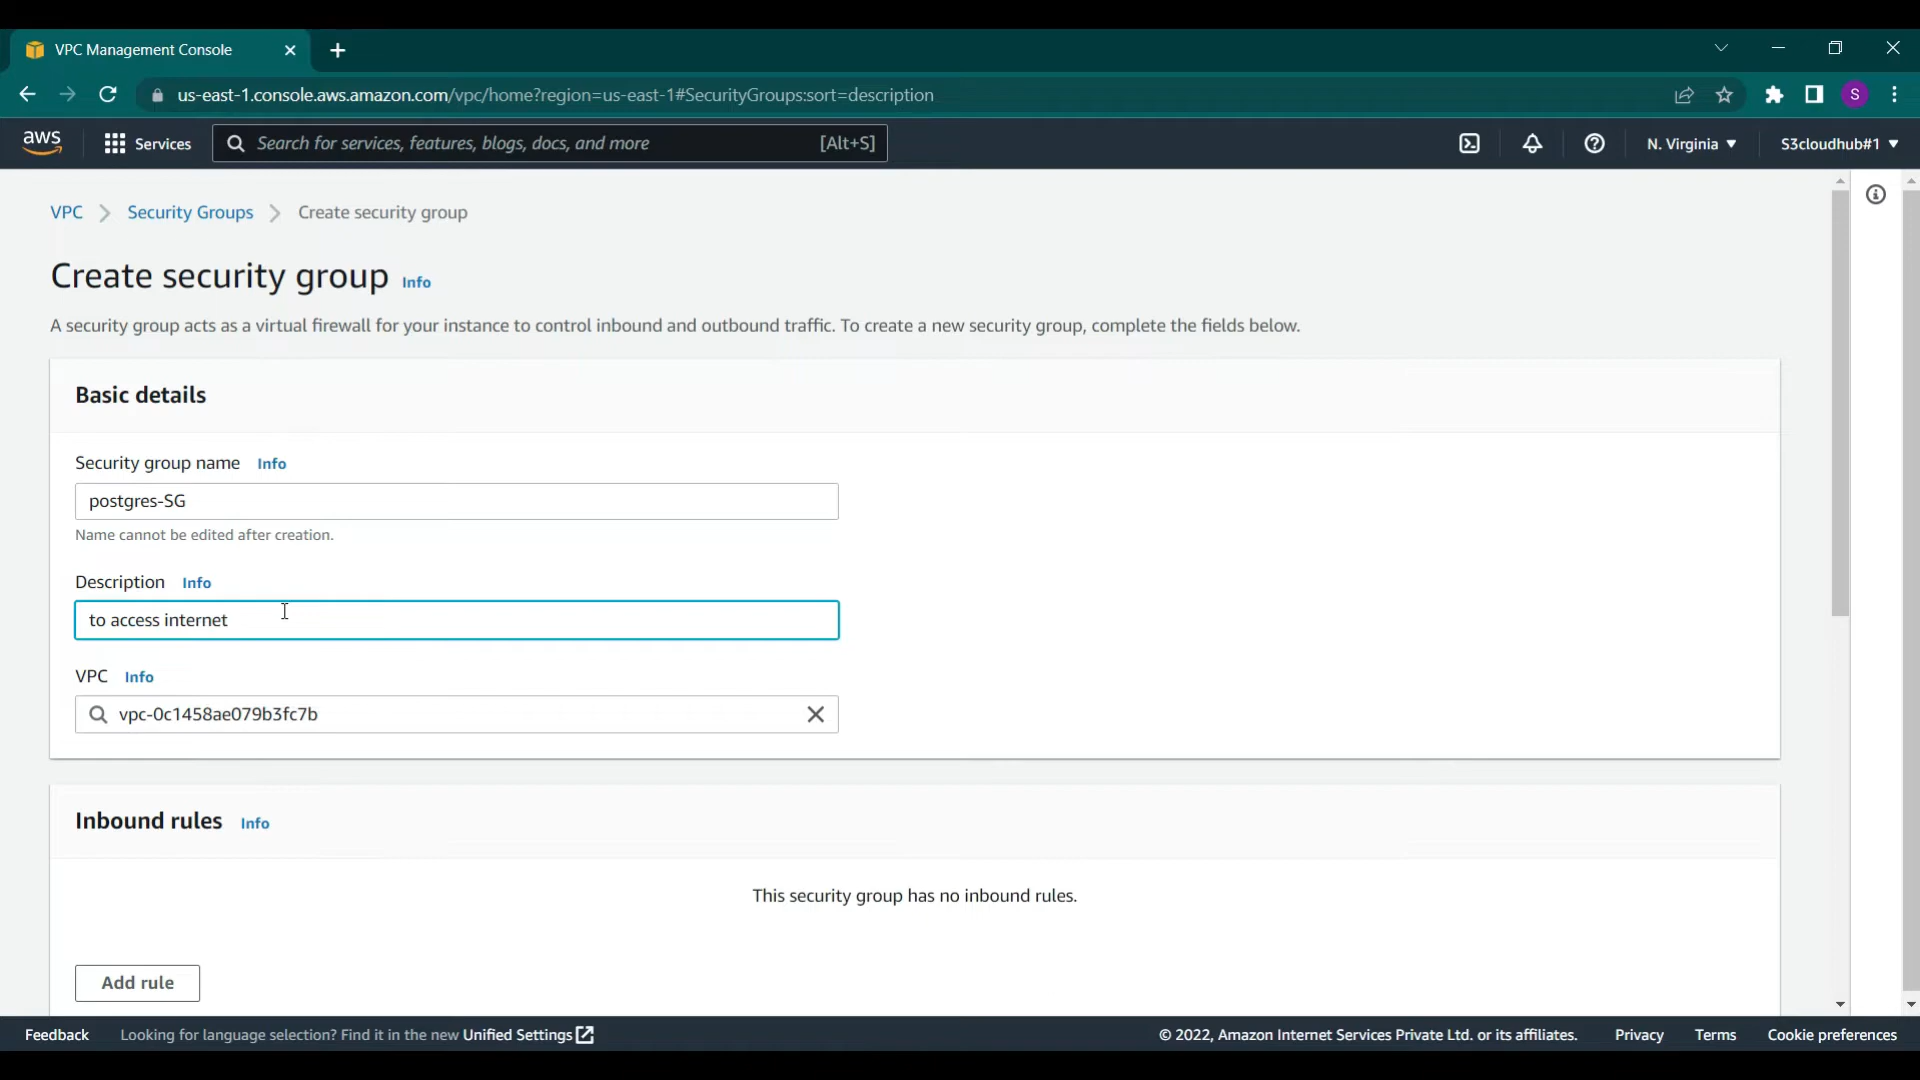 VPC Management Console
us-east-1.console.aws.amazon.com/vpc/home?region=us-east-1#SecurityGroups:sort=description
S
aws
Services
Search for services, features, blogs, docs, and more [Alt+S]
N. Virginia
S3cloudhub#1
VPC
Security Groups
Create security group
Create security group Info
A security group acts as a virtual firewall for your instance to control inbound and outbound traffic. To create a new security group, complete the fields below.
Basic details
Security group name Info
postgres-SG
Name cannot be edited after creation.
Description Info
to access internet
VPC Info
vpc-0c1458ae079b3fc7b
Inbound rules Info
This security group has no inbound rules.
Add rule
Feedback
Looking for language selection? Find it in the new Unified Settings
© 2022, Amazon Internet Services Private Ltd. or its affiliates.
Privacy
Terms
Cookie preferences